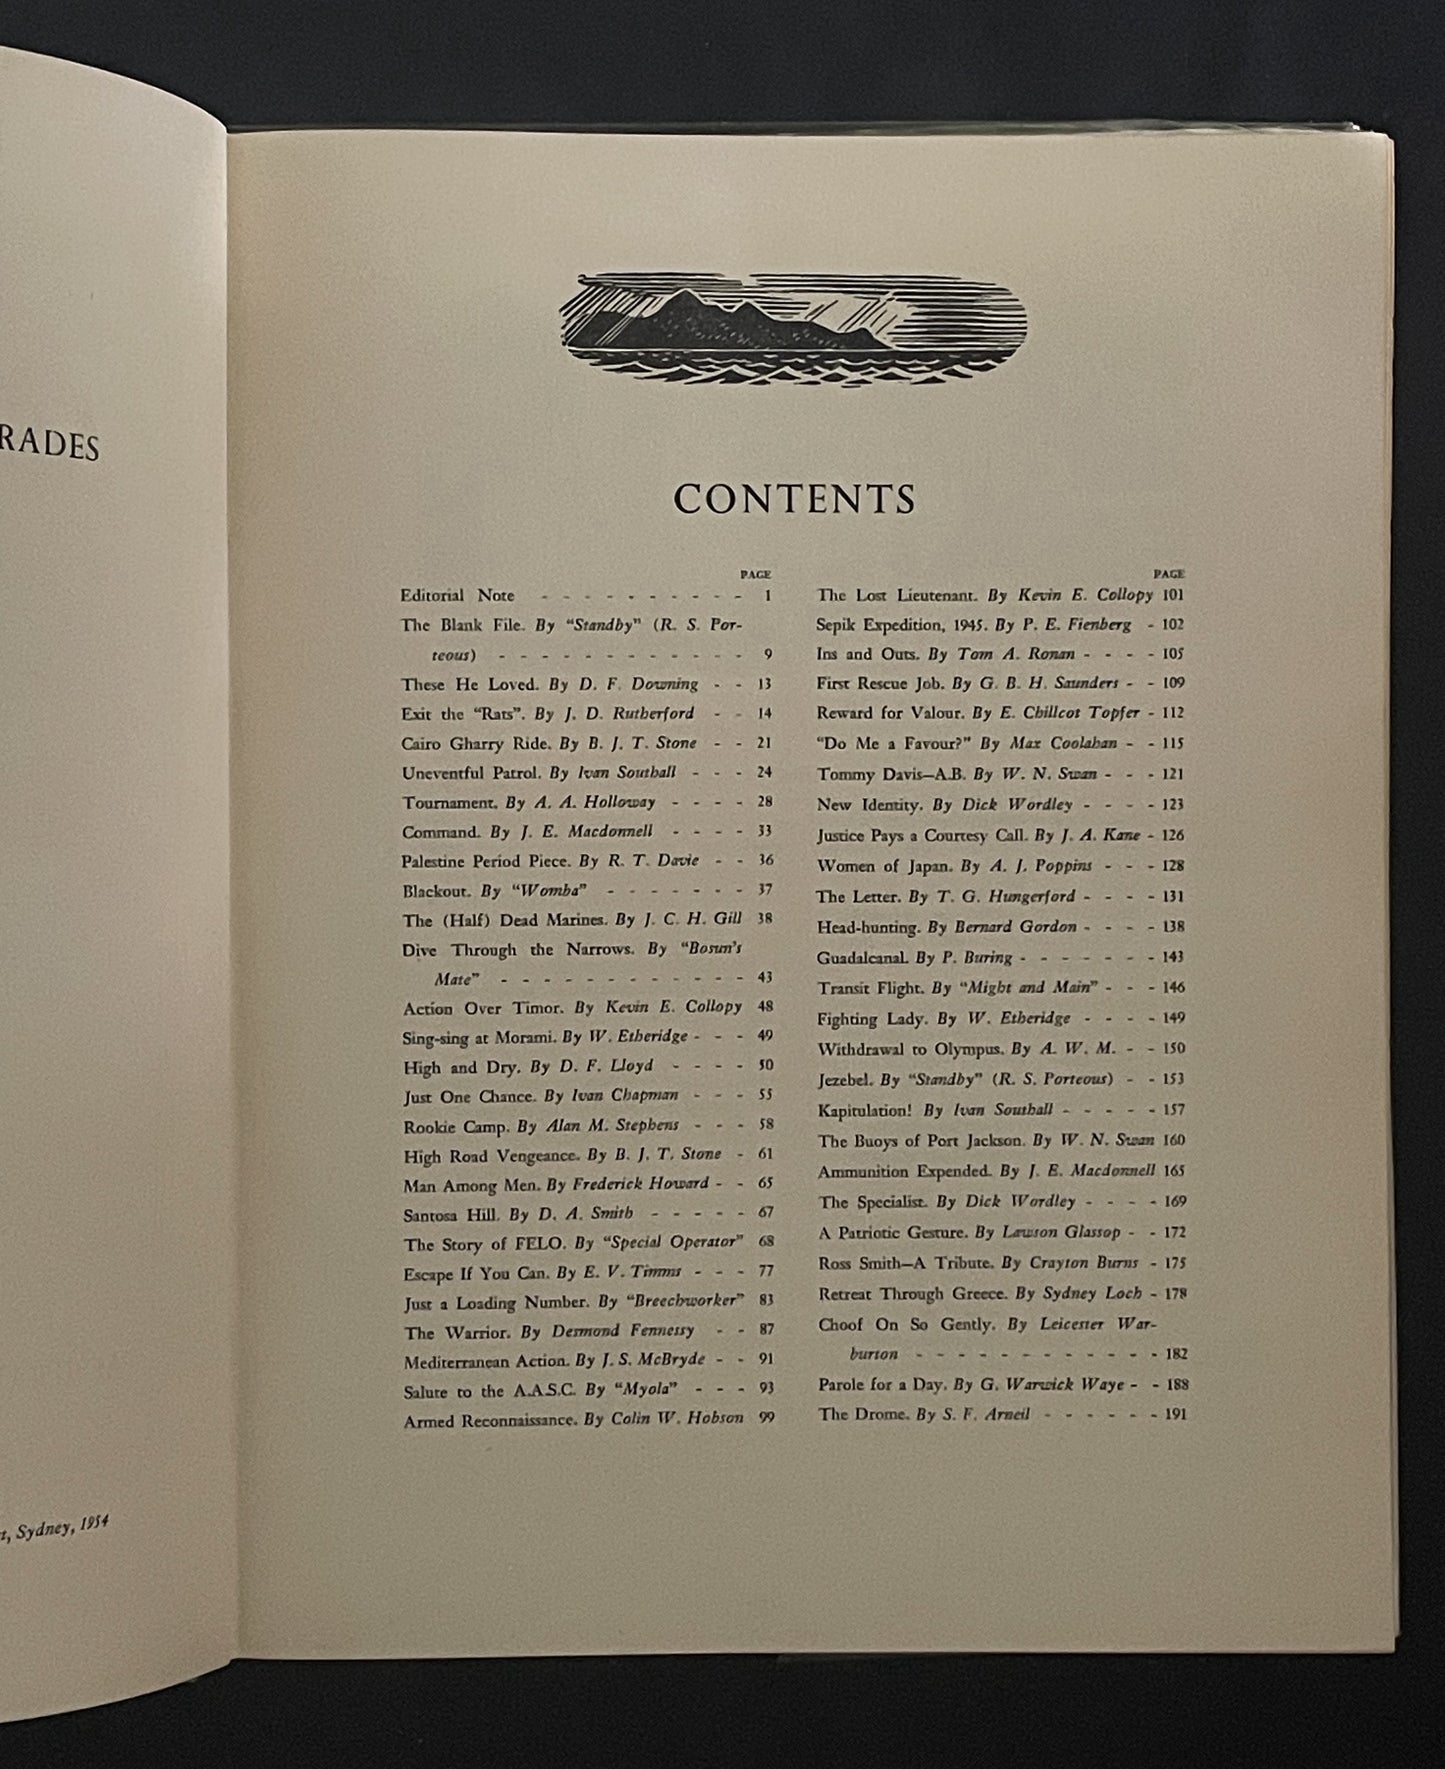 RADES
t, Sydney, 1954
CONTENTS
PAGE
Editorial Note - - - - - - - - - - 1
The Blank File. By “Standby” (R. S. Por-
teous) - - - - - - - - - - - - 9
These He Loved. By D. F. Downing - - 13
Exit the “Rats”. By J. D. Rutherford - - 14
Cairo Gharry Ride. By B. J. T. Stone - - 21
Uneventful Patrol. By Ivan Southall - - - 24
Tournament. By A. A. Holloway - - - - 28
Command. By J. E. Macdonnell - - - - 33
Palestine Period Piece. By R. T. Davie - - 36
Blackout. By “Womba” - - - - - - - 37
The (Half) Dead Marines. By J. C. H. Gill 38
Dive Through the Narrows. By “Bosun’s
Mate” - - - - - - - - - - - - 43
Action Over Timor. By Kevin E. Collopy 48
Sing-sing at Morami. By W. Etheridge - - - 49
High and Dry. By D. F. Lloyd - - - - 50
Just One Chance. By Ivan Chapman - - - 55
Rookie Camp. By Alan M. Stephens - - - 58
High Road Vengeance. By B. J. T. Stone - 61
Man Among Men. By Frederick Howard - - 65
Santosa Hill. By D. A. Smith - - - - - 67
The Story of FELO. By “Special Operator” 68
Escape If You Can. By E. V. Timms - - - 77
Just a Loading Number. By “Breechworker” 83
The Warrior. By Desmond Fennessy - - 87
Mediterranean Action. By J. S. McBryde - - 91
Salute to the A.A.S.C. By “Myola” - - - 93
Armed Reconnaissance. By Colin W. Hobson 99
PAGE
The Lost Lieutenant. By Kevin E. Collopy 101
Sepik Expedition, 1945. By P. E. Fienberg - 102
Ins and Outs. By Tom A. Ronan - - - - 105
First Rescue Job. By G. B. H. Saunders - - 109
Reward for Valour. By E. Chillcot Topfer - 112
“Do Me a Favour?” By Max Coolahan - - 115
Tommy Davis—A.B. By W. N. Swan - - - 121
New Identity. By Dick Wordley - - - - 123
Justice Pays a Courtesy Call. By J. A. Kane - 126
Women of Japan. By A. J. Poppins - - - 128
The Letter. By T. G. Hungerford - - - - 131
Head-hunting. By Bernard Gordon - - - - 138
Guadalcanal. By P. Buring - - - - - - - 143
Transit Flight. By “Might and Main” - - - 146
Fighting Lady. By W. Etheridge - - - - 149
Withdrawal to Olympus. By A. W. M. - - 150
Jezebel. By “Standby” (R. S. Porteous) - - 153
Kapitulation! By Ivan Southall - - - - - 157
The Buoys of Port Jackson. By W. N. Swan 160
Ammunition Expended. By J. E. Macdonnell 165
The Specialist. By Dick Wordley - - - - 169
A Patriotic Gesture. By Lawson Glassop - - 172
Ross Smith—A Tribute. By Crayton Burns - 175
Retreat Through Greece. By Sydney Loch - 178
Choof On So Gently. By Leicester War-
burton - - - - - - - - - - - - 182
Parole for a Day. By G. Warwick Waye - - 188
The Drome. By S. F. Arneil - - - - - - 191